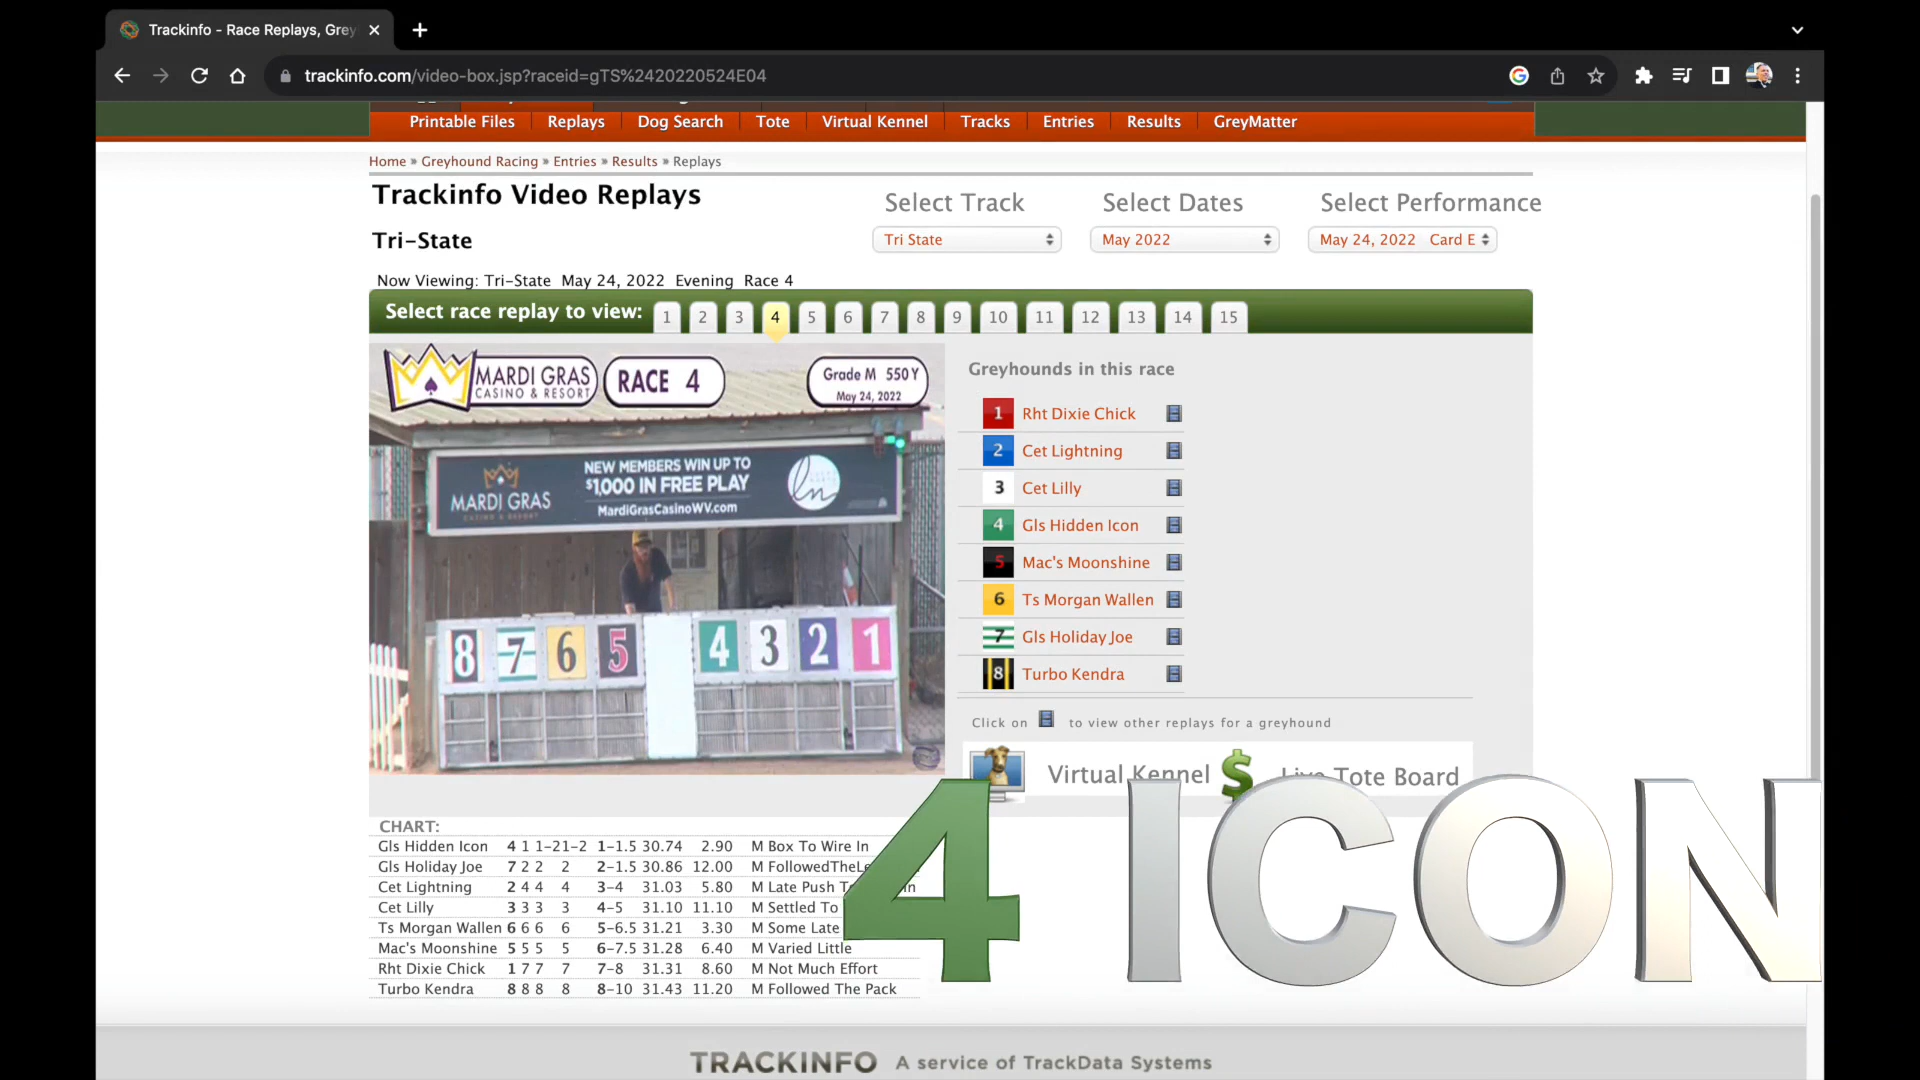 Trackinfo - Race Replays, Grey
trackinfo.com/video-box.jsp?raceid=gTS%2420220524E04
Printable Files Replays Dog Search Tote Virtual Kennel Tracks Entries Results GreyMatter
Home » Greyhound Racing » Entries » Results » Replays
Trackinfo Video Replays
Select Track Select Dates Select Performance
Tri-State
Tri State May 2022 May 24, 2022 Card E
Now Viewing: Tri-State May 24, 2022 Evening Race 4
Select race replay to view: 1 2 3 4 5 6 7 8 9 10 11 12 13 14 15
MARDI GRAS
CASINO & RESORT
RACE 4
Grade M 550 Y
May 24, 2022
MARDI GRAS
CASINO & RESORT
NEW MEMBERS WIN UP TO
$1,000 IN FREE PLAY
MardiGrasCasinoWV.com
ln
8 7 6 5 4 3 2 1
Greyhounds in this race
1 Rht Dixie Chick
2 Cet Lightning
3 Cet Lilly
4 Gls Hidden Icon
5 Mac's Moonshine
6 Ts Morgan Wallen
7 Gls Holiday Joe
8 Turbo Kendra
Click on to view other replays for a greyhound
Virtual Kennel $ Live Tote Board
CHART:
Gls Hidden Icon 4 1 1-21-2 1-1.5 30.74 2.90 M Box To Wire In
Gls Holiday Joe 7 2 2 2 2-1.5 30.86 12.00 M FollowedTheLe
Cet Lightning 2 4 4 4 3-4 31.03 5.80 M Late Push T in
Cet Lilly 3 3 3 3 4-5 31.10 11.10 M Settled To
Ts Morgan Wallen 6 6 6 6 5-6.5 31.21 3.30 M Some Late
Mac's Moonshine 5 5 5 5 6-7.5 31.28 6.40 M Varied Little
Rht Dixie Chick 1 7 7 7 7-8 31.31 8.60 M Not Much Effort
Turbo Kendra 8 8 8 8 8-10 31.43 11.20 M Followed The Pack
4 ICON
TRACKINFO A service of TrackData Systems